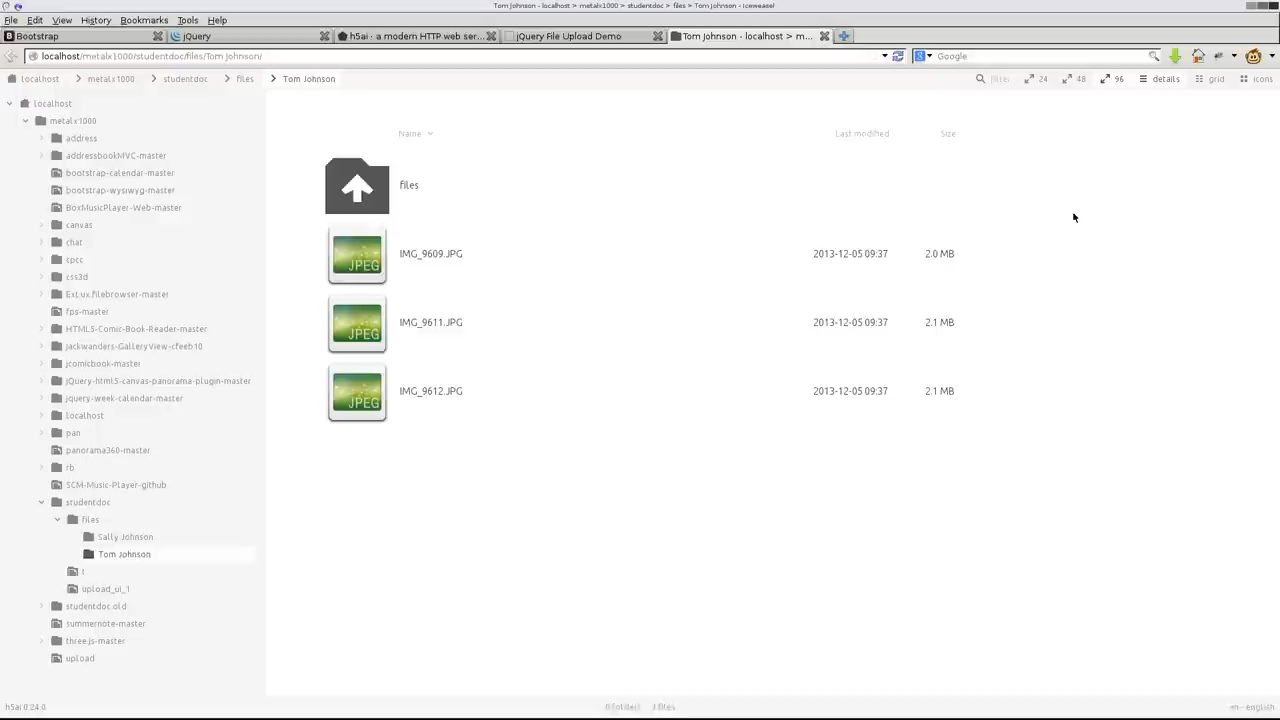 Tom Johnson - localhost > metalx1000 > studentdoc > files > Tom Johnson - Iceweasel
File Edit View History Bookmarks Tools Help
Bootstrap jQuery h5ai · a modern HTTP web ser... jQuery File Upload Demo Tom Johnson - localhost > m...
localhost/metalx1000/studentdoc/files/Tom Johnson/ Google
localhost metalx1000 studentdoc files Tom Johnson filter 24 48 96 details grid icons
localhost
metalx1000
address
addressbookMVC-master
bootstrap-calendar-master
bootstrap-wysiwyg-master
BoxMusicPlayer-Web-master
canvas
chat
cpcc
css3d
Ext.ux.filebrowser-master
fps-master
HTML5-Comic-Book-Reader-master
jackwanders-GalleryView-cfeeb10
jcomicbook-master
jQuery-html5-canvas-panorama-plugin-master
jquery-week-calendar-master
localhost
pan
panorama360-master
rb
SCM-Music-Player-github
studentdoc
files
Sally Johnson
Tom Johnson
upload_ui_1
studentdoc.old
summernote-master
three.js-master
upload
Name Last modified Size
files
JPEG IMG_9609.JPG 2013-12-05 09:37 2.0 MB
JPEG IMG_9611.JPG 2013-12-05 09:37 2.1 MB
JPEG IMG_9612.JPG 2013-12-05 09:37 2.1 MB
h5ai 0.24.0 0 folders 3 files en - english